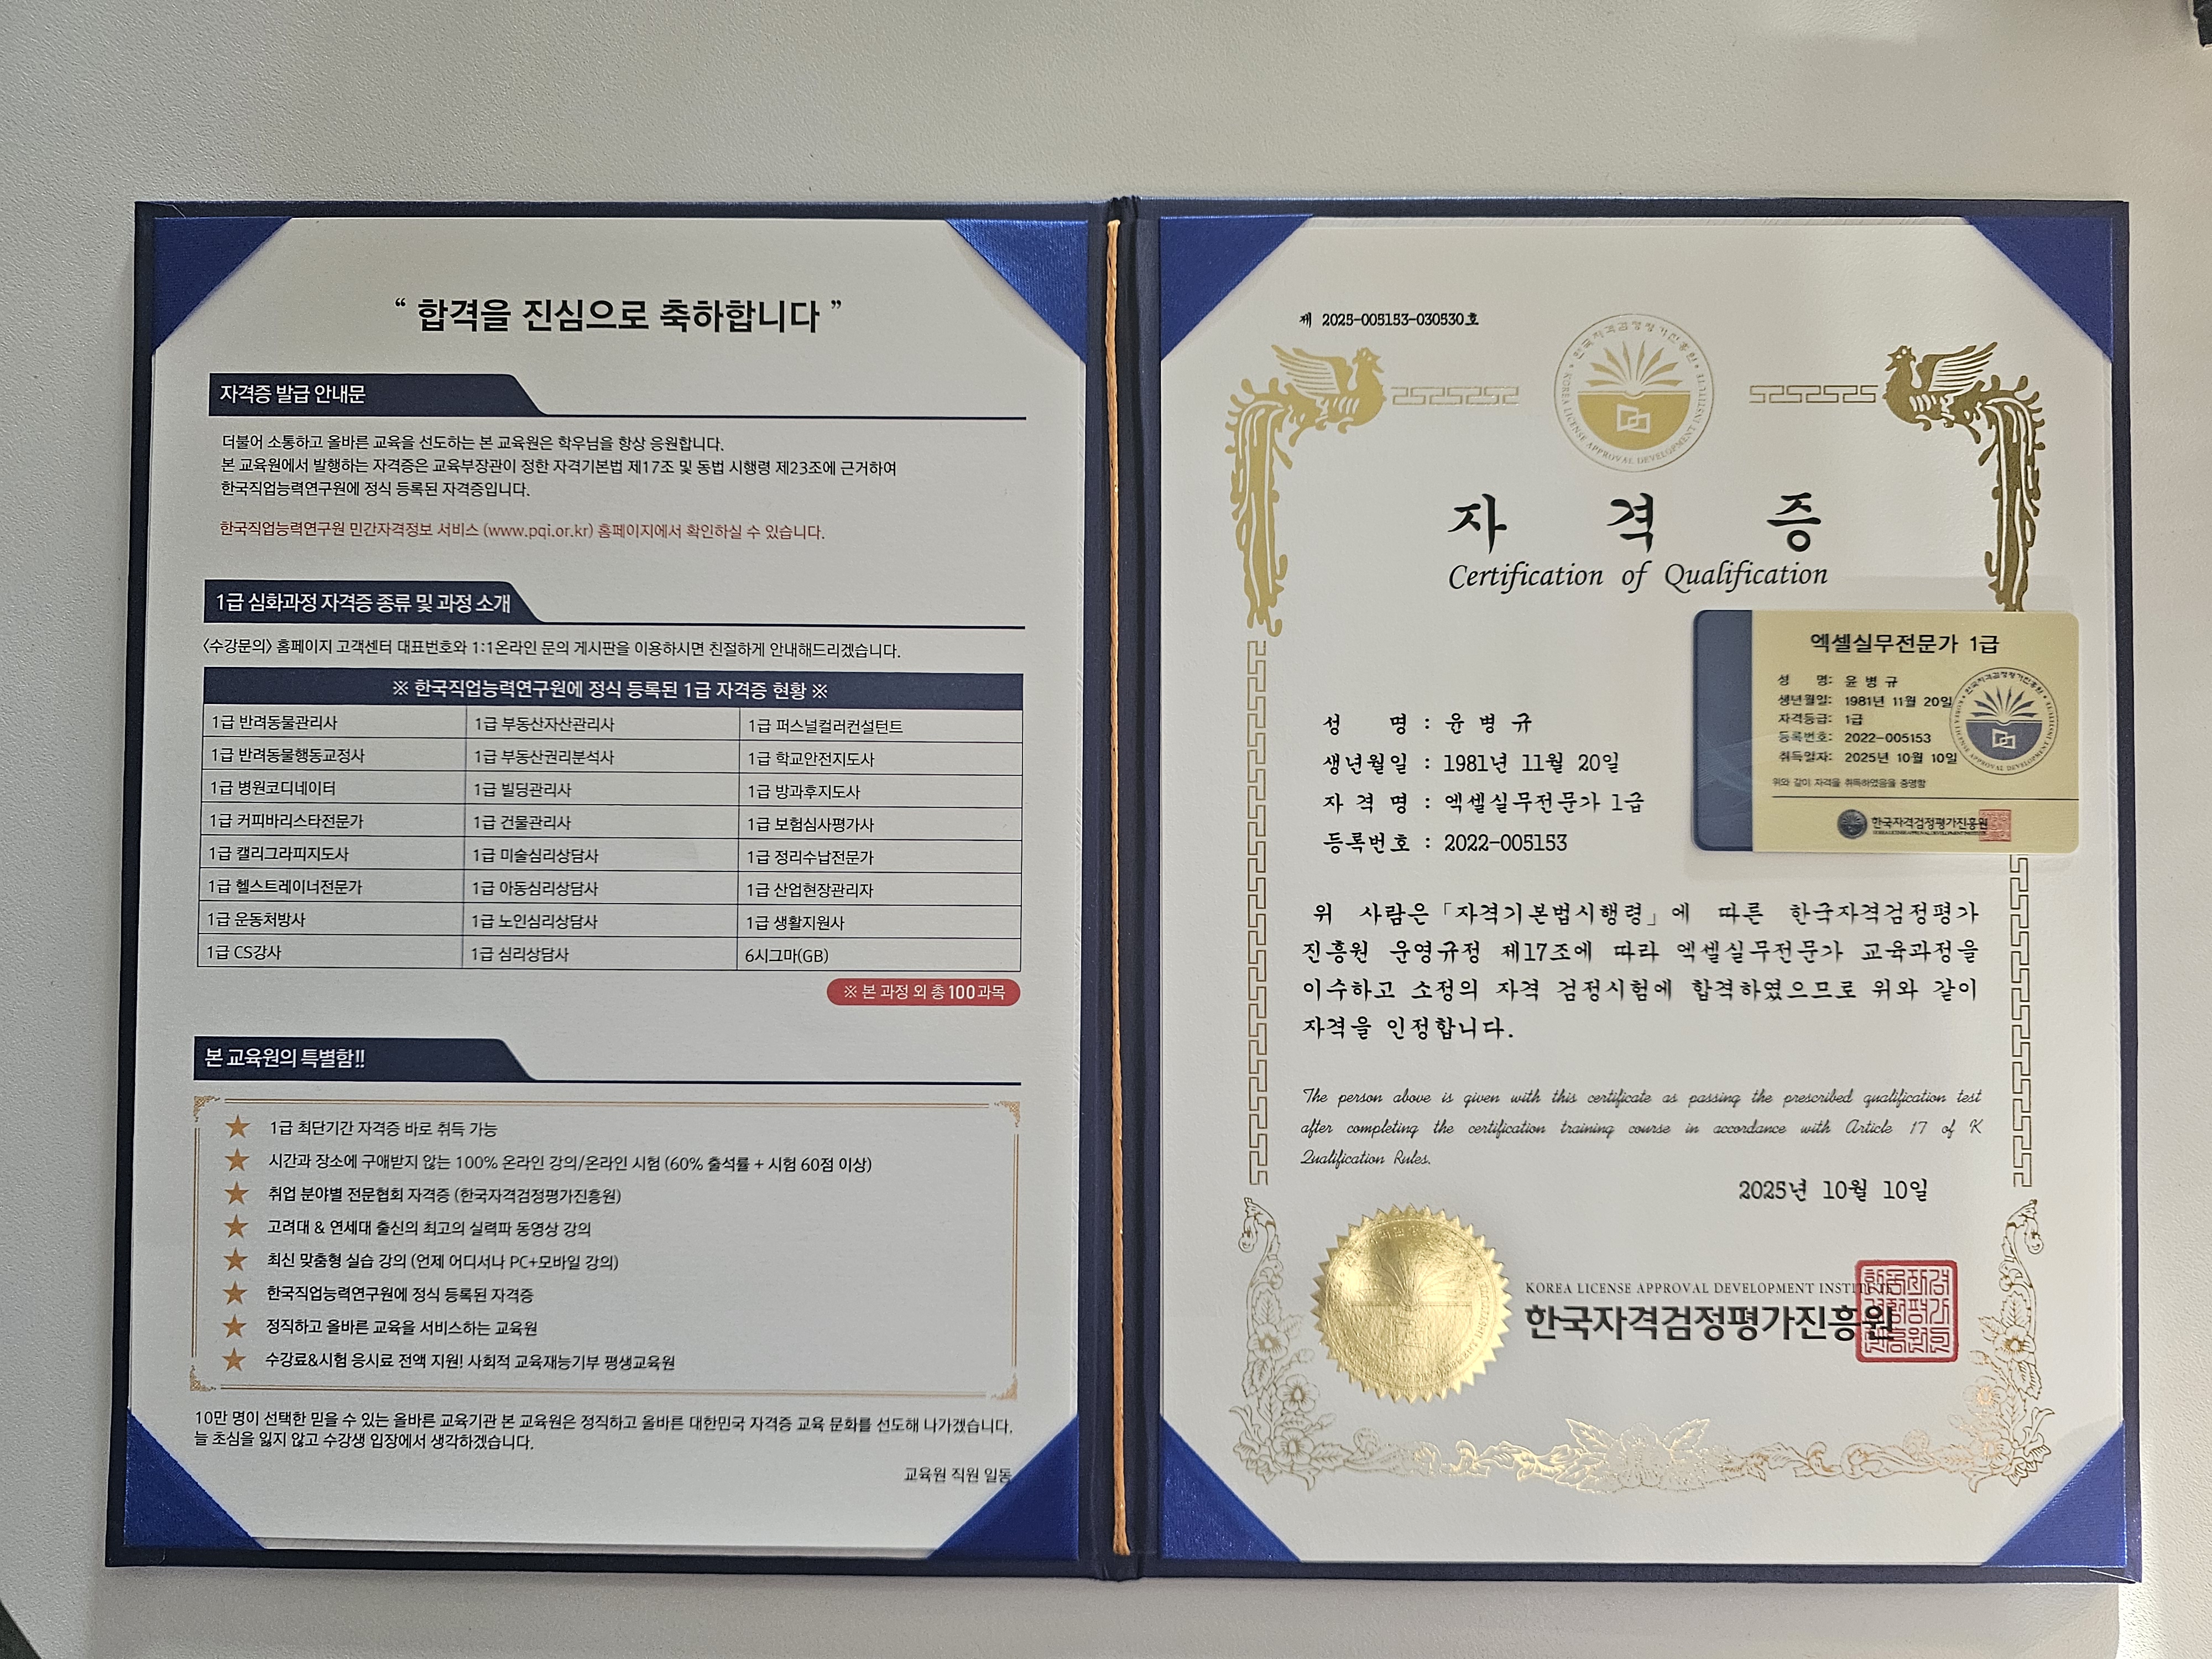 “ 합격을 진심으로 축하합니다 ”
자격증 발급 안내문
더불어 소통하고 올바른 교육을 선도하는 본 교육원은 학우님을 항상 응원합니다.
본 교육원에서 발행하는 자격증은 교육부장관이 정한 자격기본법 제17조 및 동법 시행령 제23조에 근거하여
한국직업능력연구원에 정식 등록된 자격증입니다.
한국직업능력연구원 민간자격정보 서비스 (www.pqi.or.kr) 홈페이지에서 확인하실 수 있습니다.
1급 심화과정 자격증 종류 및 과정 소개
<수강문의> 홈페이지 고객센터 대표번호와 1:1온라인 문의 게시판을 이용하시면 친절하게 안내해드리겠습니다.
※ 한국직업능력연구원에 정식 등록된 1급 자격증 현황 ※
1급 반려동물관리사 1급 부동산자산관리사 1급 퍼스널컬러컨설턴트
1급 반려동물행동교정사 1급 부동산권리분석사 1급 학교안전지도사
1급 병원코디네이터 1급 빌딩관리사 1급 방과후지도사
1급 커피바리스타전문가 1급 건물관리사 1급 보험심사평가사
1급 캘리그라피지도사 1급 미술심리상담사 1급 정리수납전문가
1급 헬스트레이너전문가 1급 아동심리상담사 1급 산업현장관리자
1급 운동처방사 1급 노인심리상담사 1급 생활지원사
1급 CS강사 1급 심리상담사 6시그마(GB)
※ 본 과정 외 총 100과목
본 교육원의 특별함!!
1급 최단기간 자격증 바로 취득 가능
시간과 장소에 구애받지 않는 100% 온라인 강의/온라인 시험 (60% 출석률 + 시험 60점 이상)
취업 분야별 전문협회 자격증 (한국자격검정평가진흥원)
고려대 & 연세대 출신의 최고의 실력파 동영상 강의
최신 맞춤형 실습 강의 (언제 어디서나 PC+모바일 강의)
한국직업능력연구원에 정식 등록된 자격증
정직하고 올바른 교육을 서비스하는 교육원
수강료&시험 응시료 전액 지원! 사회적 교육재능기부 평생교육원
10만 명이 선택한 믿을 수 있는 올바른 교육기관 본 교육원은 정직하고 올바른 대한민국 자격증 교육 문화를 선도해 나가겠습니다.
늘 초심을 잃지 않고 수강생 입장에서 생각하겠습니다.
교육원 직원 일동
제 2025-005153-030530호
한국자격검정평가진흥원
KOREA LICENSE APPROVAL DEVELOPMENT INSTITUTE
자 격 증
Certification of Qualification
성 명 : 윤 병 규
생년월일 : 1981년 11월 20일
자 격 명 : 엑셀실무전문가 1급
등록번호 : 2022-005153
엑셀실무전문가 1급
성 명: 윤 병 규
생년월일: 1981년 11월 20일
자격등급: 1급
등록번호: 2022-005153
취득일자: 2025년 10월 10일
위와 같이 자격을 취득하였음을 증명함
한국자격검정평가진흥원
KOREA LICENSE APPROVAL DEVELOPMENT INSTITUTE
위 사람은「자격기본법시행령」에 따른 한국자격검정평가
진흥원 운영규정 제17조에 따라 엑셀실무전문가 교육과정을
이수하고 소정의 자격 검정시험에 합격하였으므로 위와 같이
자격을 인정합니다.
The person above is given with this certificate as passing the prescribed qualification test
after completing the certification training course in accordance with Article 17 of K
Qualification Rules.
2025년 10월 10일
KOREA LICENSE APPROVAL DEVELOPMENT INSTITUTE
한국자격검정평가진흥원